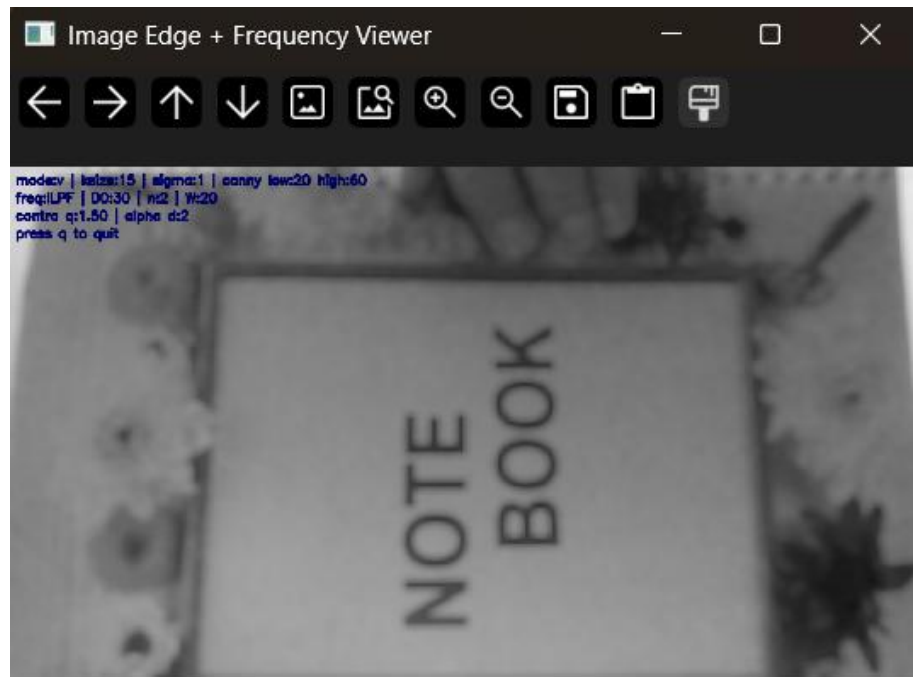 Image Edge + Frequency Viewer
mode:v | ksize:15 | sigma:1 | canny low:20 high:60
freq:ILPF | D0:30 | n:2 | W:20
contra q:1.50 | alpha d:2
press q to quit
NOTE
BOOK